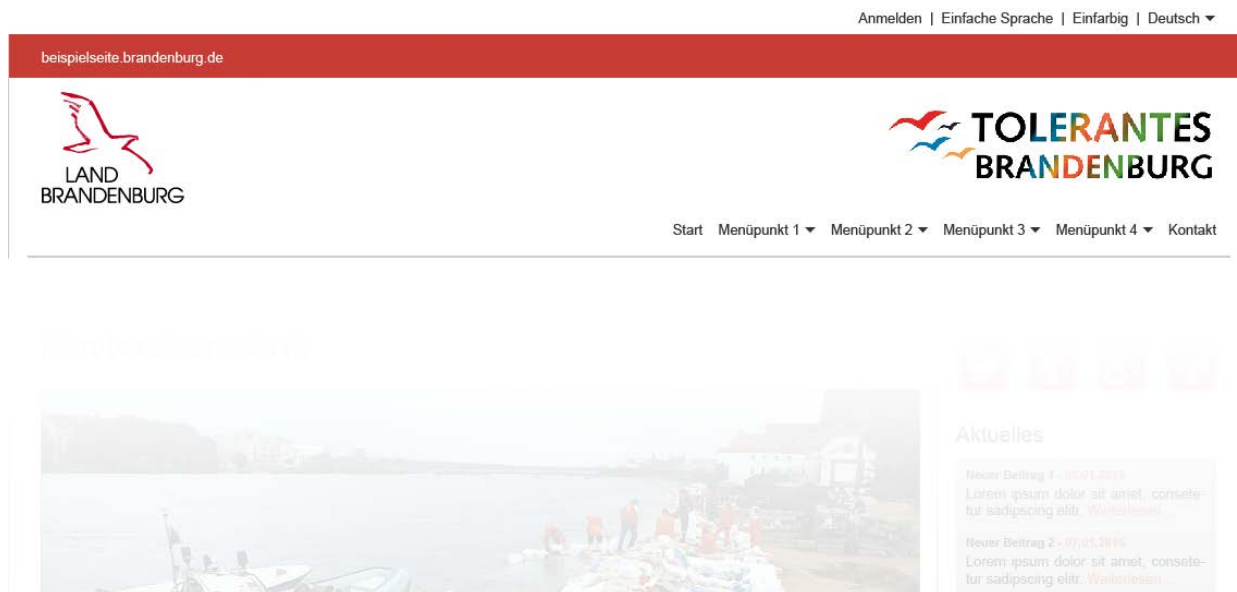 Anmelden | Einfache Sprache | Einfarbig | Deutsch
beispielseite.brandenburg.de
LAND
BRANDENBURG
TOLERANTES
BRANDENBURG
Start Menüpunkt 1 Menüpunkt 2 Menüpunkt 3 Menüpunkt 4 Kontakt
Aktuelles
Neuer Beitrag 1 - 09.01.2016
Lorem ipsum dolor sit amet, consete-
tur sadipscing elitr. Weiterlesen...
Neuer Beitrag 2 - 07.01.2016
Lorem ipsum dolor sit amet, consete-
tur sadipscing elitr. Weiterlesen...